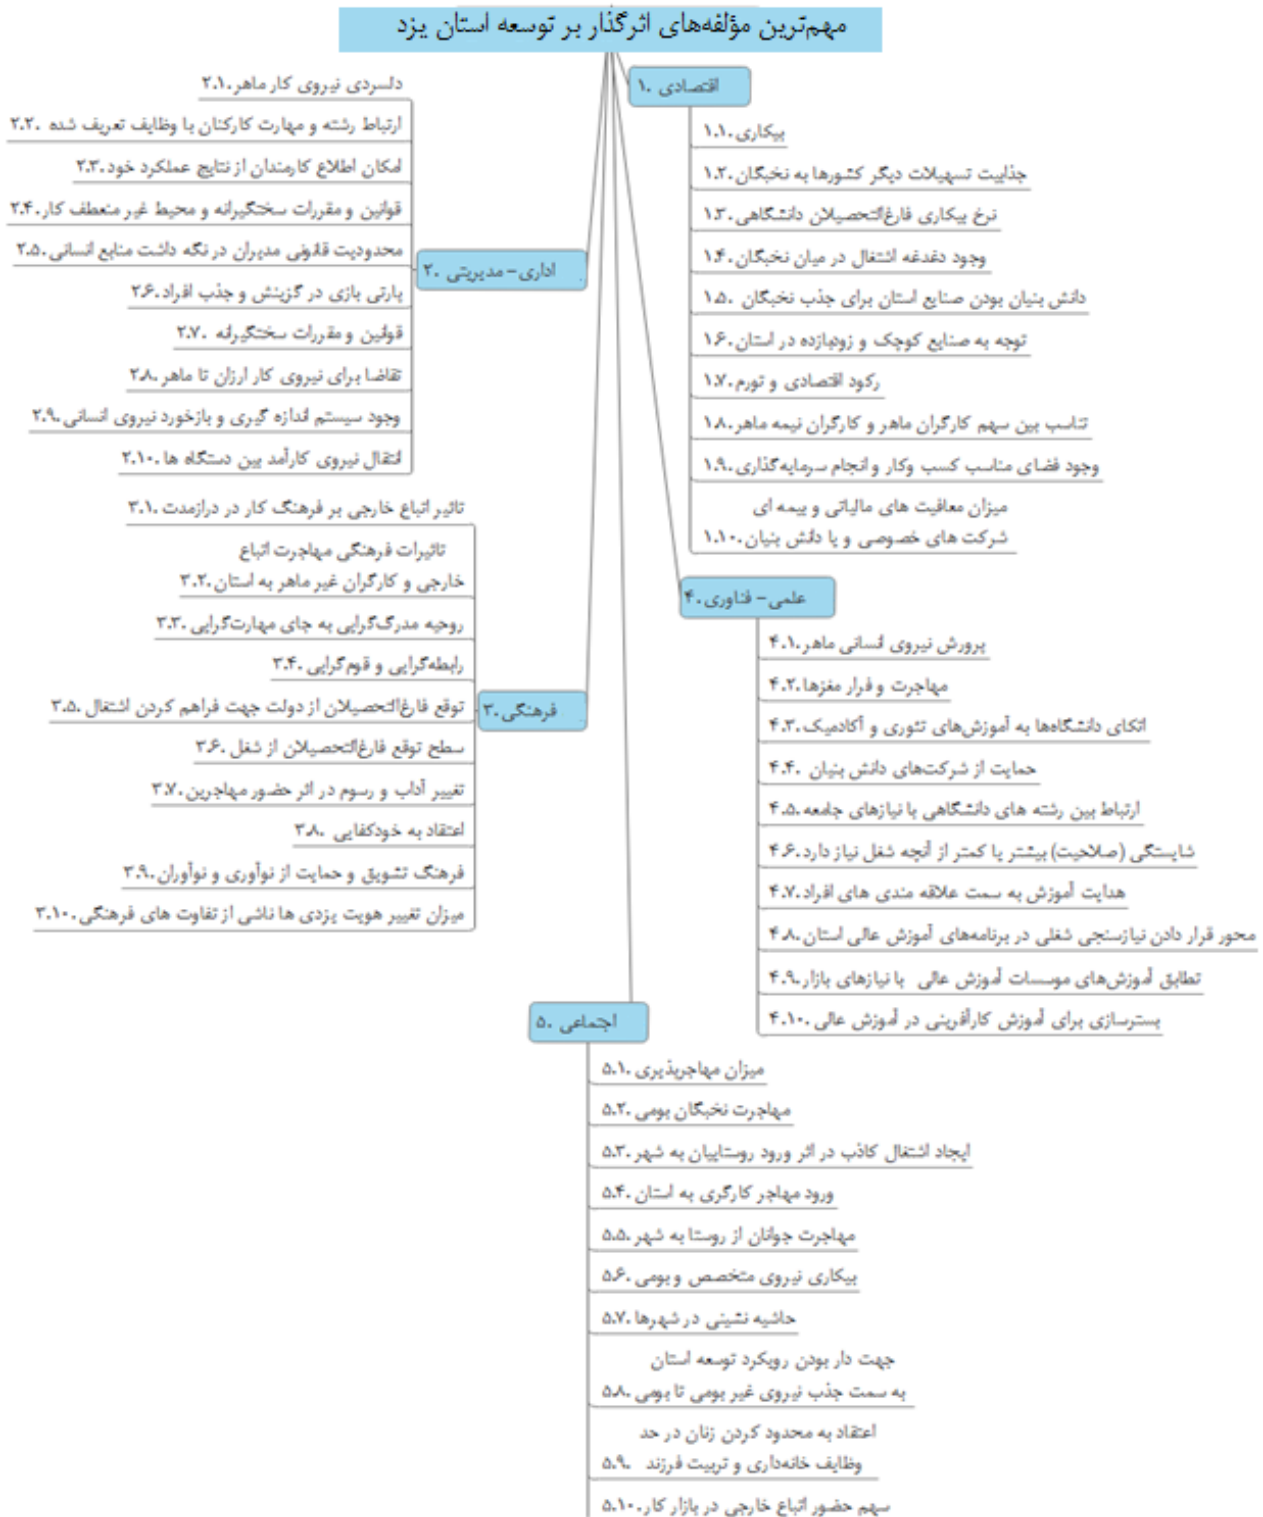 مهم‌ترین مؤلفه‌های اثرگذار بر توسعه استان یزد
۱. اقتصادی
۱.۱. بیکاری
۱.۲. جذابیت تسهیلات دیگر کشورها به نخبگان
۱.۳. نرخ بیکاری فارغ‌التحصیلان دانشگاهی
۱.۴. وجود دغدغه اشتغال در میان نخبگان
۱.۵. دانش بنیان بودن صنایع استان برای جذب نخبگان
۱.۶. توجه به صنایع کوچک و زودبازده در استان
۱.۷. رکود اقتصادی و تورم
۱.۸. تناسب بین سهم کارگران ماهر و کارگران نیمه ماهر
۱.۹. وجود فضای مناسب کسب وکار و انجام سرمایه‌گذاری
میزان معافیت های مالیاتی و بیمه ای
۱.۱۰. شرکت های خصوصی و یا دانش بنیان
۲. اداری-مدیریتی
۲.۱. دلسردی نیروی کار ماهر
۲.۲. ارتباط رشته و مهارت کارکنان با وظایف تعریف شده
۲.۳. امکان اطلاع کارمندان از نتایج عملکرد خود
۲.۴. قوانین و مقررات سختگیرانه و محیط غیر منعطف کار
۲.۵. محدودیت قانونی مدیران در نگه داشت منابع انسانی
۲.۶. پارتی بازی در گزینش و جذب افراد
۲.۷. قوانین و مقررات سختگیرانه
۲.۸. تقاضا برای نیروی کار ارزان تا ماهر
۲.۹. وجود سیستم اندازه گیری و بازخورد نیروی انسانی
۲.۱۰. انتقال نیروی کارآمد بین دستگاه ها
۳. فرهنگی
۳.۱. تاثیر اتباع خارجی بر فرهنگ کار در درازمدت
تاثیرات فرهنگی مهاجرت اتباع
۳.۲. خارجی و کارگران غیر ماهر به استان
۳.۳. روحیه مدرک‌گرایی به جای مهارت‌گرایی
۳.۴. رابطه‌گرایی و قوم‌گرایی
۳.۵. توقع فارغ‌التحصیلان از دولت جهت فراهم کردن اشتغال
۳.۶. سطح توقع فارغ‌التحصیلان از شغل
۳.۷. تغییر آداب و رسوم در اثر حضور مهاجرین
۳.۸. اعتقاد به خودکفایی
۳.۹. فرهنگ تشویق و حمایت از نوآوری و نوآوران
۳.۱۰. میزان تغییر هویت یزدی ها ناشی از تفاوت های فرهنگی
۴. علمی-فناوری
۴.۱. پرورش نیروی انسانی ماهر
۴.۲. مهاجرت و فرار مغزها
۴.۳. اتکای دانشگاه‌ها به آموزش‌های تئوری و آکادمیک
۴.۴. حمایت از شرکت‌های دانش بنیان
۴.۵. ارتباط بین رشته های دانشگاهی با نیازهای جامعه
۴.۶. شایستگی (صلاحیت) بیشتر یا کمتر از آنچه شغل نیاز دارد
۴.۷. هدایت آموزش به سمت علاقه مندی های افراد
۴.۸. محور قرار دادن نیازسنجی شغلی در برنامه‌های آموزش عالی استان
۴.۹. تطابق آموزش‌های موسسات آموزش عالی با نیازهای بازار
۴.۱۰. بسترسازی برای آموزش کارآفرینی در آموزش عالی
۵. اجتماعی
۵.۱. میزان مهاجرپذیری
۵.۲. مهاجرت نخبگان بومی
۵.۳. ایجاد اشتغال کاذب در اثر ورود روستاییان به شهر
۵.۴. ورود مهاجر کارگری به استان
۵.۵. مهاجرت جوانان از روستا به شهر
۵.۶. بیکاری نیروی متخصص و بومی
۵.۷. حاشیه نشینی در شهرها
جهت دار بودن رویکرد توسعه استان
۵.۸. به سمت جذب نیروی غیر بومی تا بومی
اعتقاد به محدود کردن زنان در حد
۵.۹. وظایف خانه‌داری و تربیت فرزند
۵.۱۰. سهم حضور اتباع خارجی در بازار کار